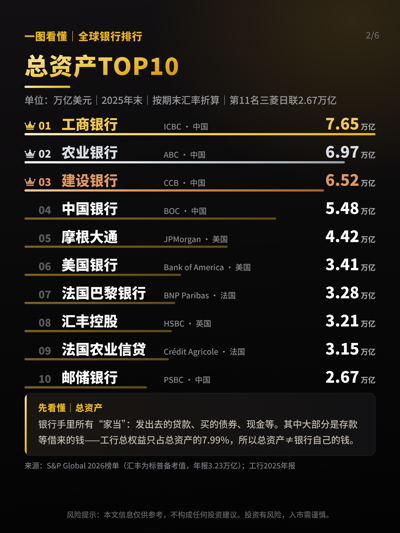 一图看懂｜全球银行排行
2/6
总资产TOP10
单位：万亿美元｜2025年末｜按期末汇率折算｜第11名三菱日联2.67万亿
01 工商银行 ICBC · 中国 7.65万亿
02 农业银行 ABC · 中国 6.97万亿
03 建设银行 CCB · 中国 6.52万亿
04 中国银行 BOC · 中国 5.48万亿
05 摩根大通 JPMorgan · 美国 4.42万亿
06 美国银行 Bank of America · 美国 3.41万亿
07 法国巴黎银行 BNP Paribas · 法国 3.28万亿
08 汇丰控股 HSBC · 英国 3.21万亿
09 法国农业信贷 Crédit Agricole · 法国 3.15万亿
10 邮储银行 PSBC · 中国 2.67万亿
先看懂｜总资产
银行手里所有“家当”：发出去的贷款、买的债券、现金等。其中大部分是存款
等借来的钱——工行总权益只占总资产的7.99%，所以总资产≠银行自己的钱。
来源：S&P Global 2026榜单（汇丰为标普备考值，年报3.23万亿）；工行2025年报
风险提示：本文信息仅供参考，不构成任何投资建议。投资有风险，入市需谨慎。